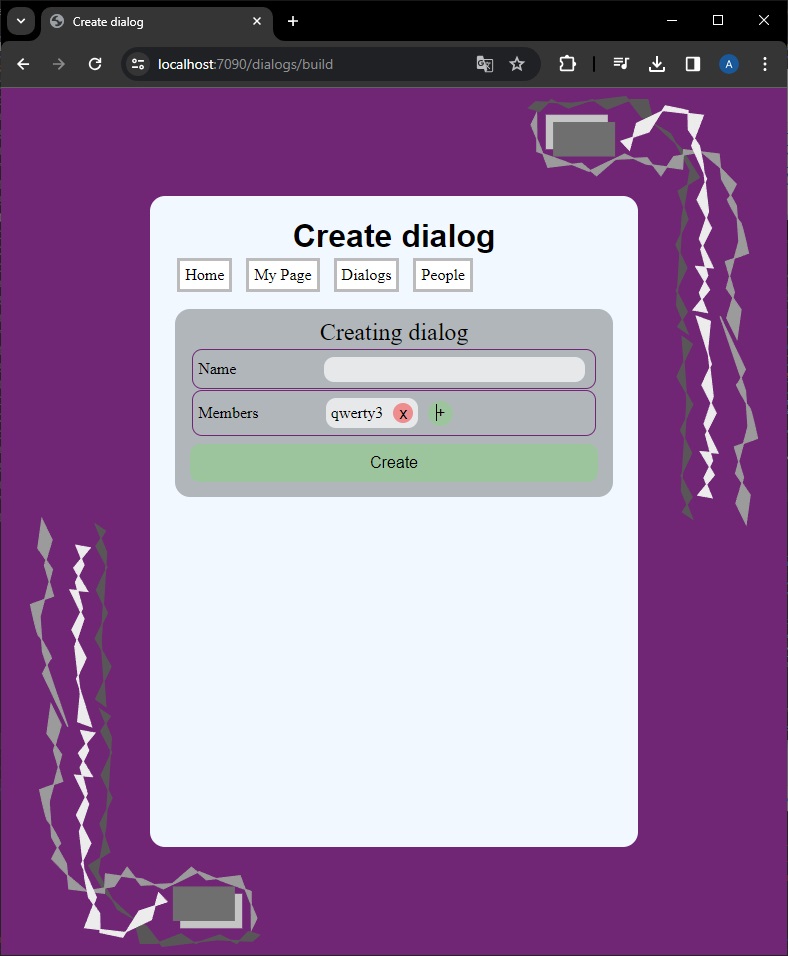 Create dialog
localhost:7090/dialogs/build
A
Create dialog
Home My Page Dialogs People
Creating dialog
Name
Members qwerty3 x +
Create